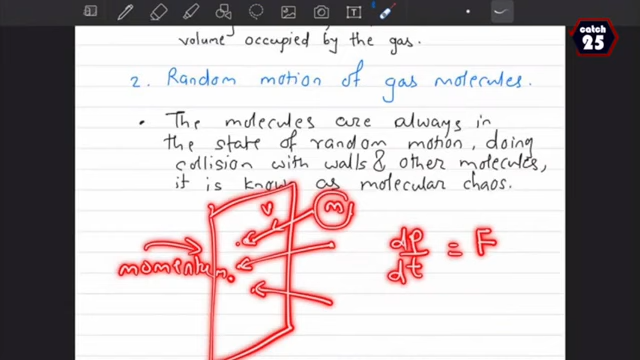 catch
25
volume occupied by the gas.
2. Random motion of gas molecules.
• The molecules are always in
the state of random motion, doing
collision with walls & other molecules,
it is known as molecular chaos.
v m
momentum.
dp/dt = F